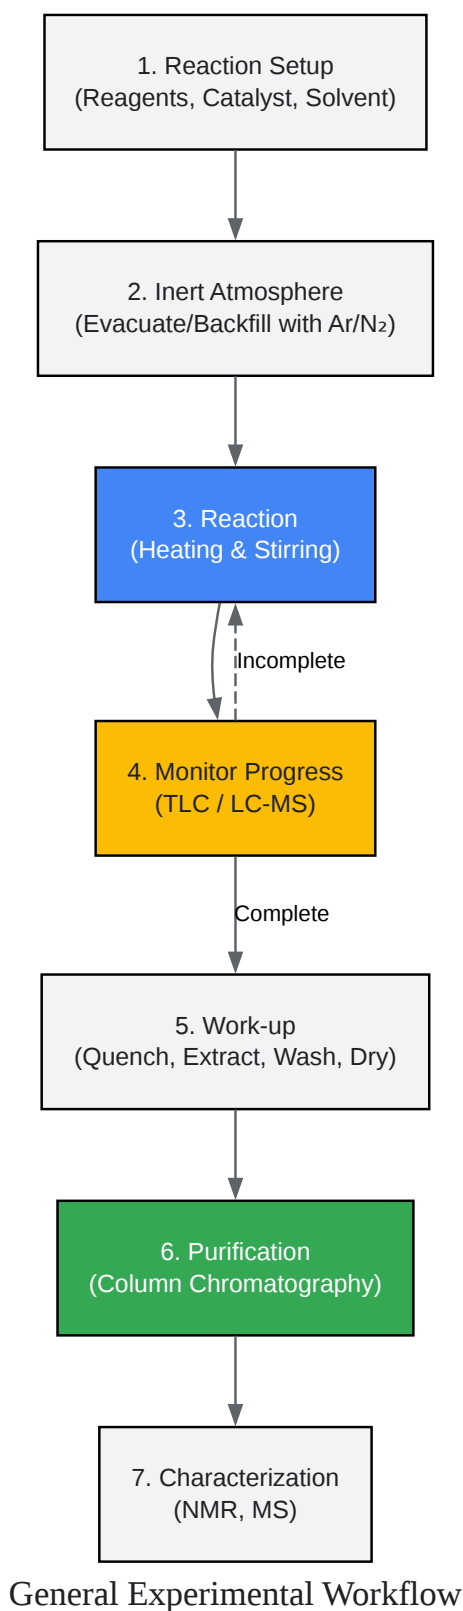 1. Reaction Setup
(Reagents, Catalyst, Solvent)
2. Inert Atmosphere
(Evacuate/Backfill with Ar/N₂)
3. Reaction
(Heating & Stirring)
Incomplete
4. Monitor Progress
(TLC / LC-MS)
Complete
5. Work-up
(Quench, Extract, Wash, Dry)
6. Purification
(Column Chromatography)
7. Characterization
(NMR, MS)
General Experimental Workflow